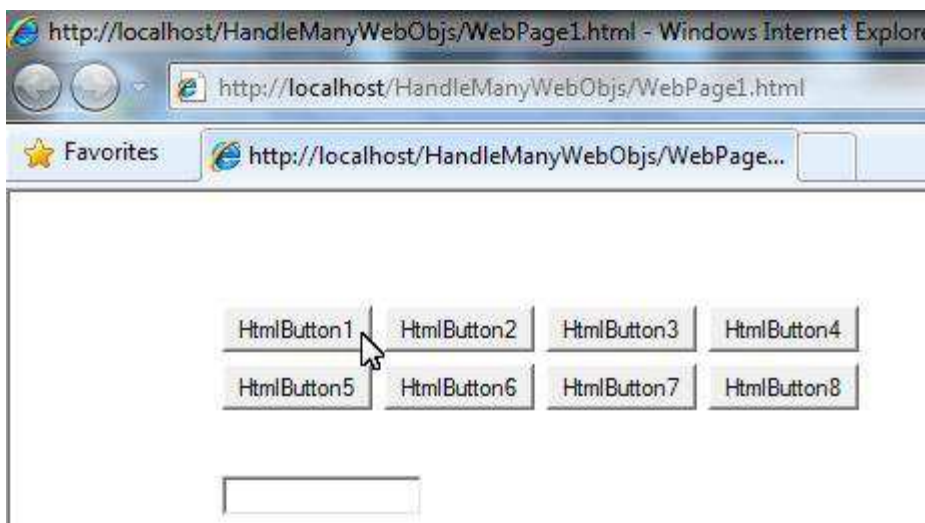 http://localhost/HandleManyWebObjs/WebPage1.html - Windows Internet Explore
http://localhost/HandleManyWebObjs/WebPage1.html
Favorites
http://localhost/HandleManyWebObjs/WebPage...
HtmlButton1 HtmlButton2 HtmlButton3 HtmlButton4
HtmlButton5 HtmlButton6 HtmlButton7 HtmlButton8